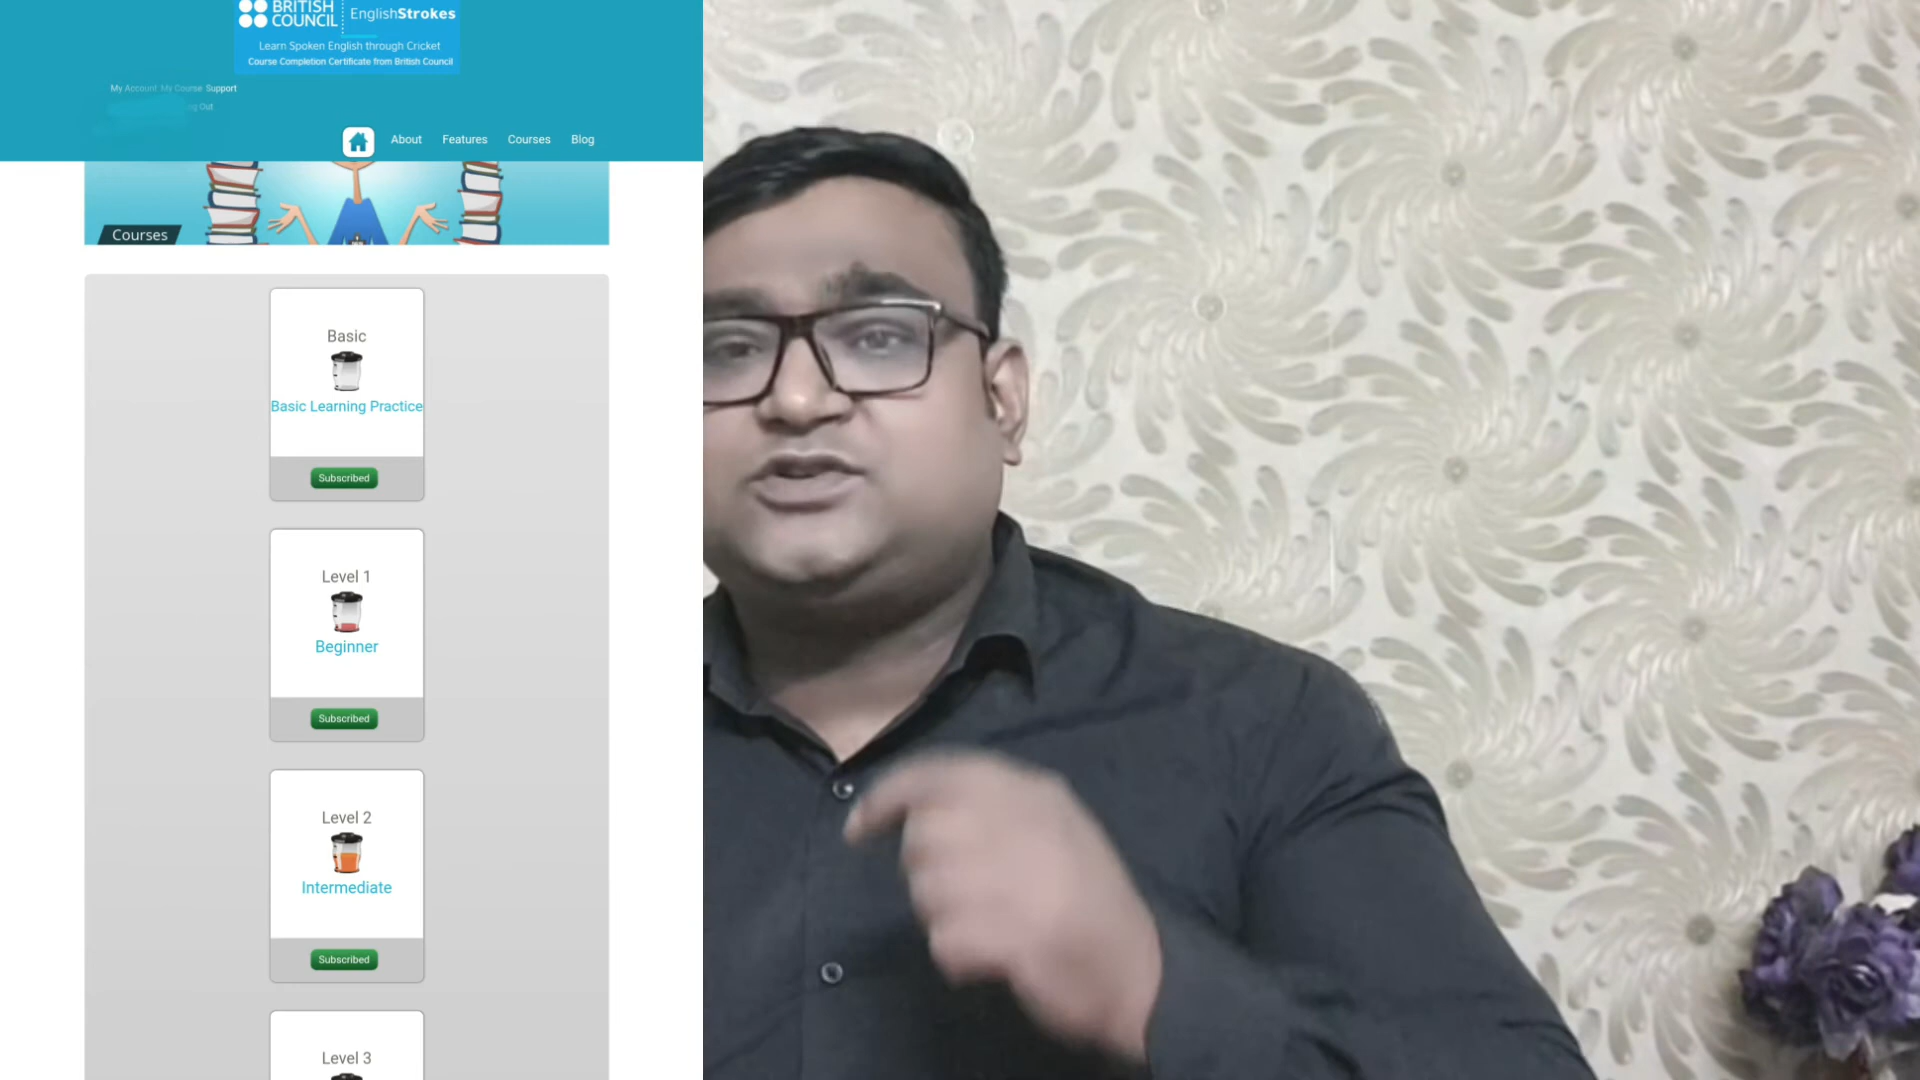 BRITISH
COUNCIL
EnglishStrokes
Learn Spoken English through Cricket
Course Completion Certificate from British Council
My Account My Course Support
Out
About Features Courses Blog
Courses
Basic
Basic Learning Practice
Subscribed
Level 1
Beginner
Subscribed
Level 2
Intermediate
Subscribed
Level 3